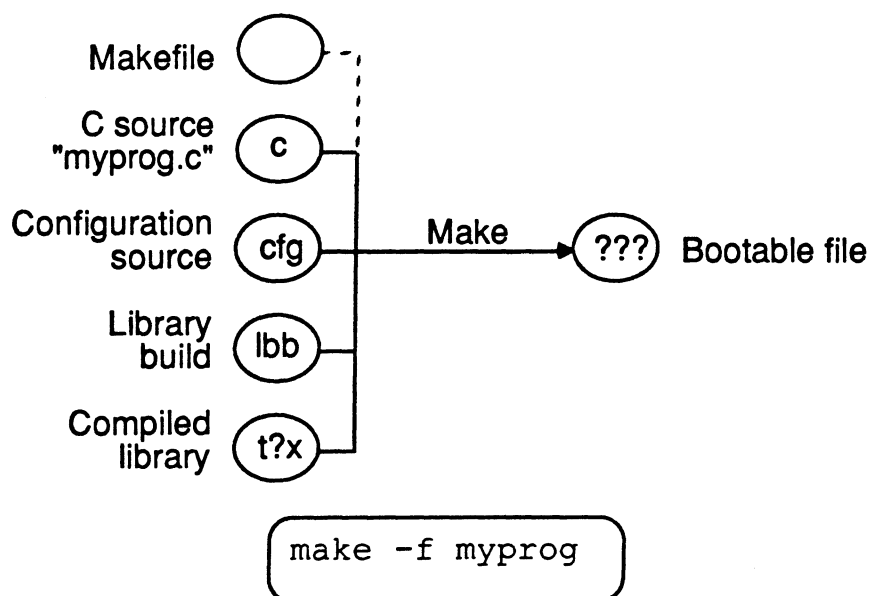 Makefile
C source
"myprog.c"
c
Configuration
source
cfg
Make
???
Bootable file
Library
build
lbb
Compiled
library
t?x
make -f myprog